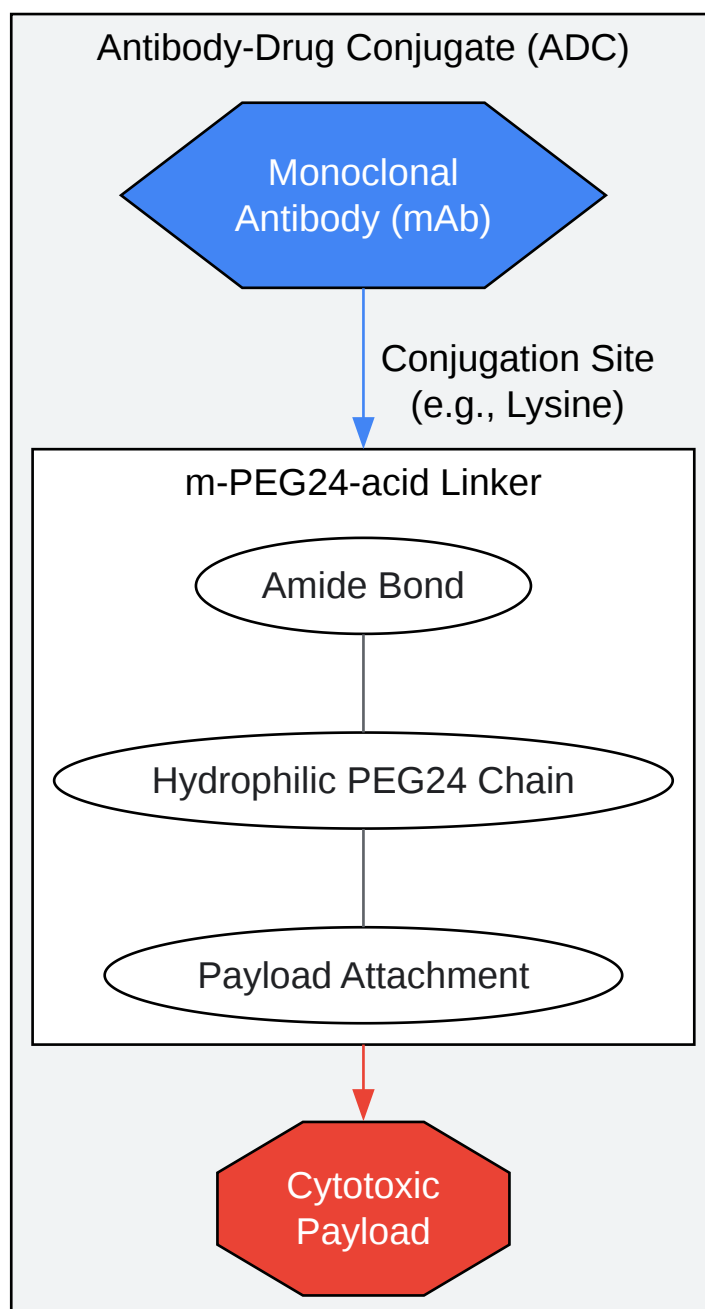 Antibody-Drug Conjugate (ADC)
Monoclonal
Antibody (mAb)
Conjugation Site
(e.g., Lysine)
m-PEG24-acid Linker
Amide Bond
Hydrophilic PEG24 Chain
Payload Attachment
Cytotoxic
Payload